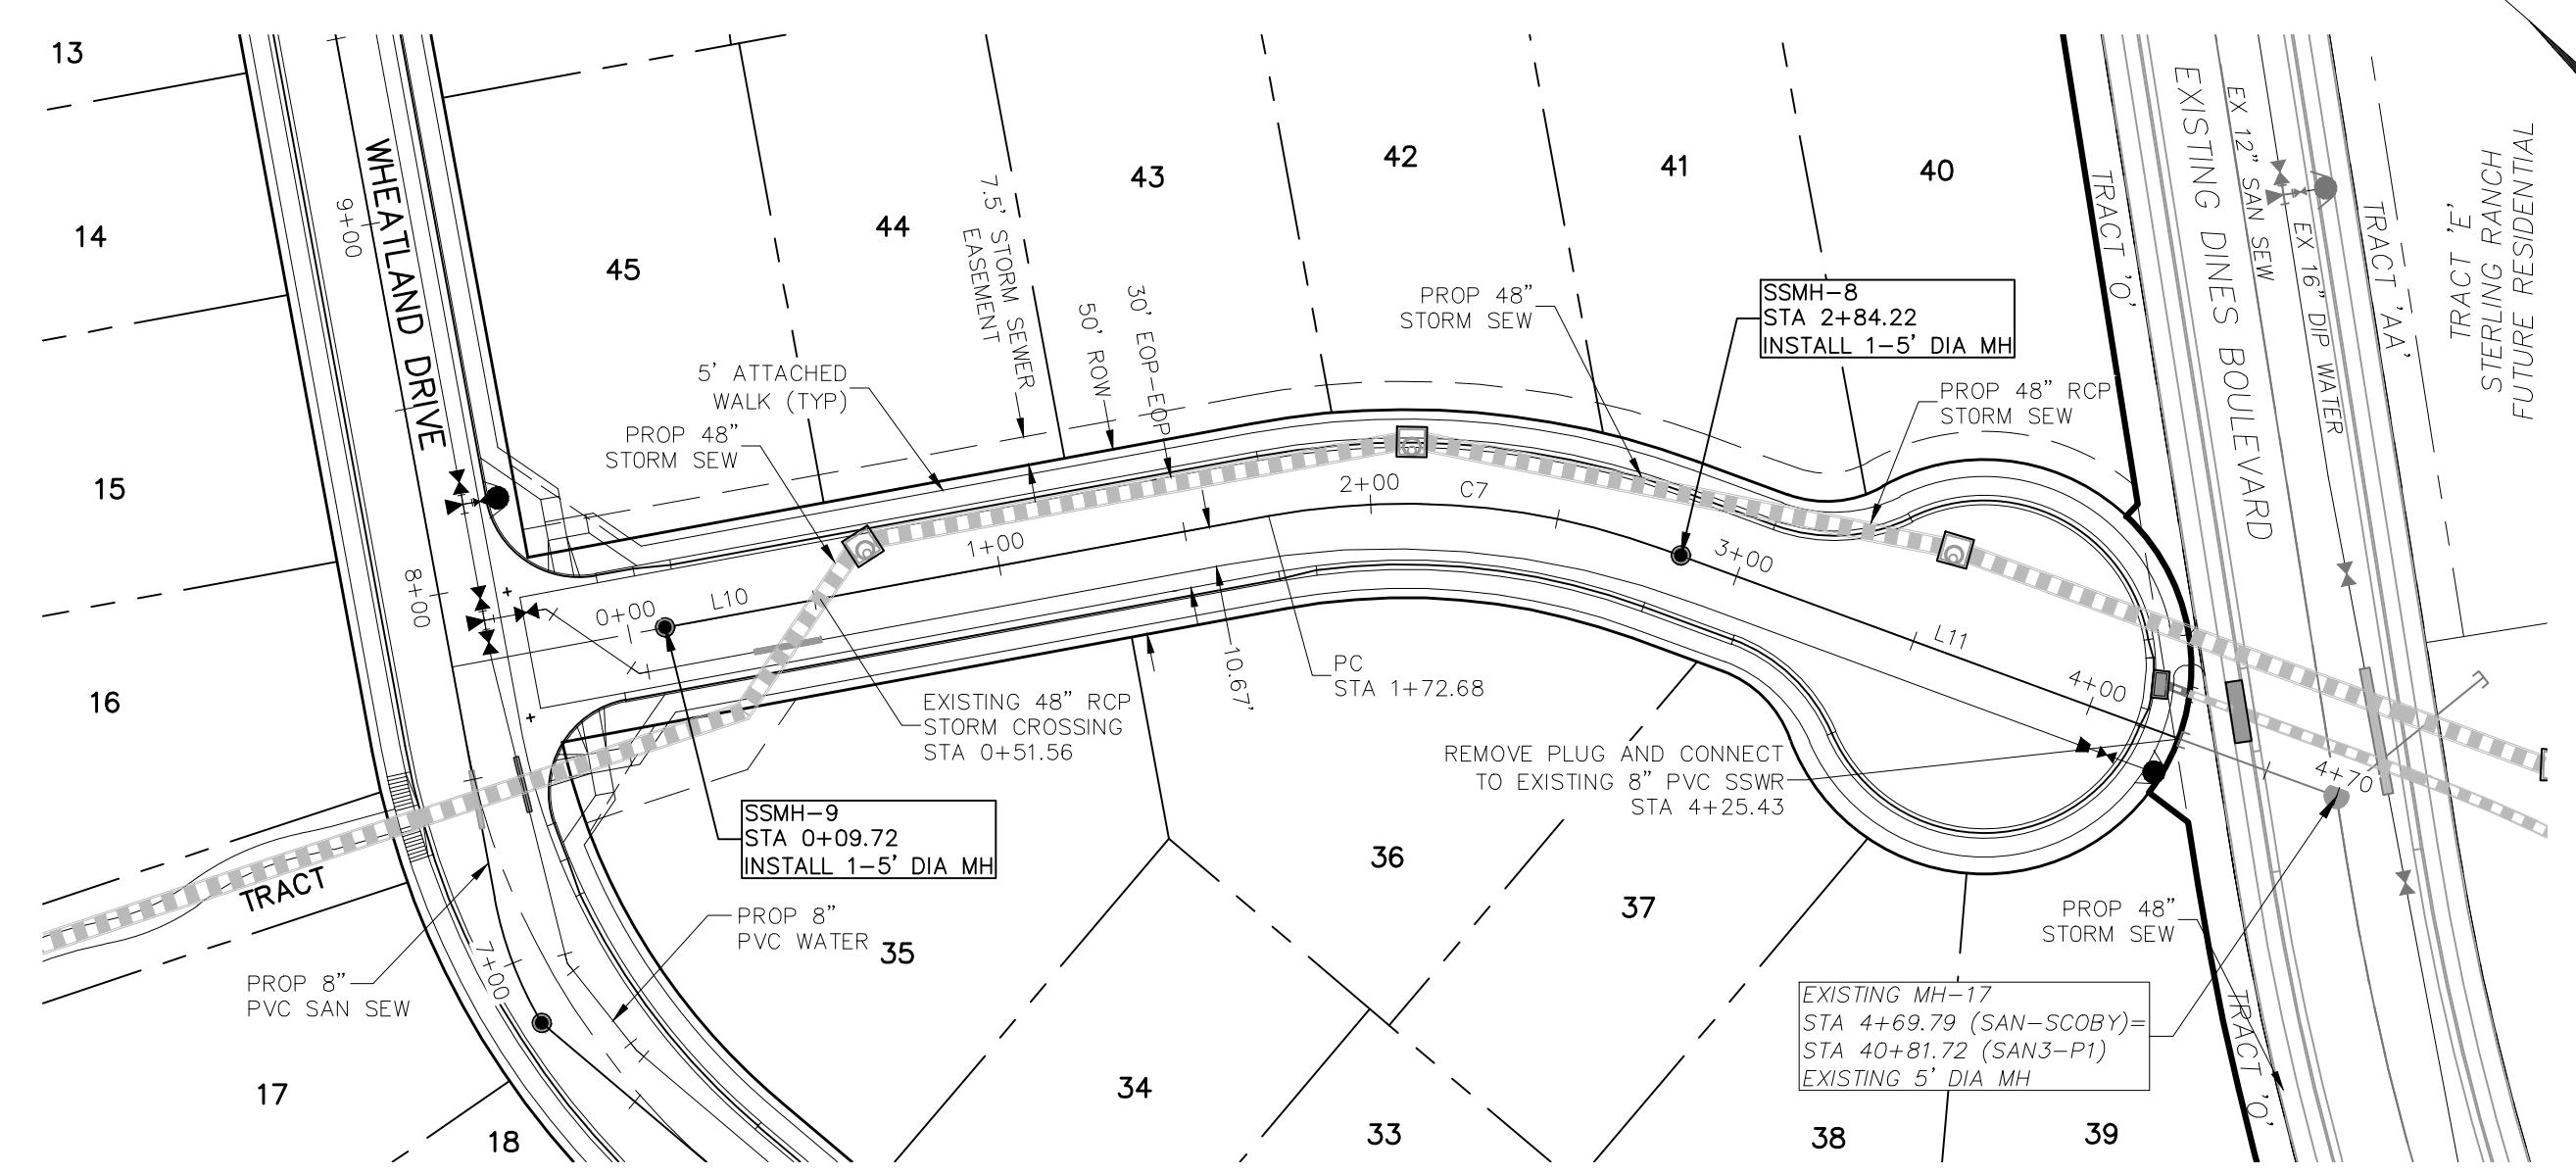 13
14
15
16
17
18
45
44
43
42
41
40
35
34
36
33
37
38
39
WHEATLAND DRIVE
9+00
8+00
7+00
7.5' STORM SEWER
EASEMENT
50' ROW
30' EOP-EOP
5' ATTACHED
WALK (TYP)
PROP 48"
STORM SEW
PROP 48"
STORM SEW
SSMH-8
STA 2+84.22
INSTALL 1-5' DIA MH
PROP 48" RCP
STORM SEW
0+00
L10
1+00
2+00
C7
3+00
L11
4+00
4+70
10.67'
PC
STA 1+72.68
EXISTING 48" RCP
STORM CROSSING
STA 0+51.56
SSMH-9
STA 0+09.72
INSTALL 1-5' DIA MH
REMOVE PLUG AND CONNECT
TO EXISTING 8" PVC SSWR
STA 4+25.43
TRACT
PROP 8"
PVC SAN SEW
PROP 8"
PVC WATER
PROP 48"
STORM SEW
EXISTING MH-17
STA 4+69.79 (SAN-SCOBY)=
STA 40+81.72 (SAN3-P1)
EXISTING 5' DIA MH
TRACT 'O'
TRACT 'O'
EXISTING DINES BOULEVARD
EX 12" SAN SEW
EX 16" DIP WATER
TRACT 'AA'
TRACT 'E'
STERLING RANCH
FUTURE RESIDENTIAL